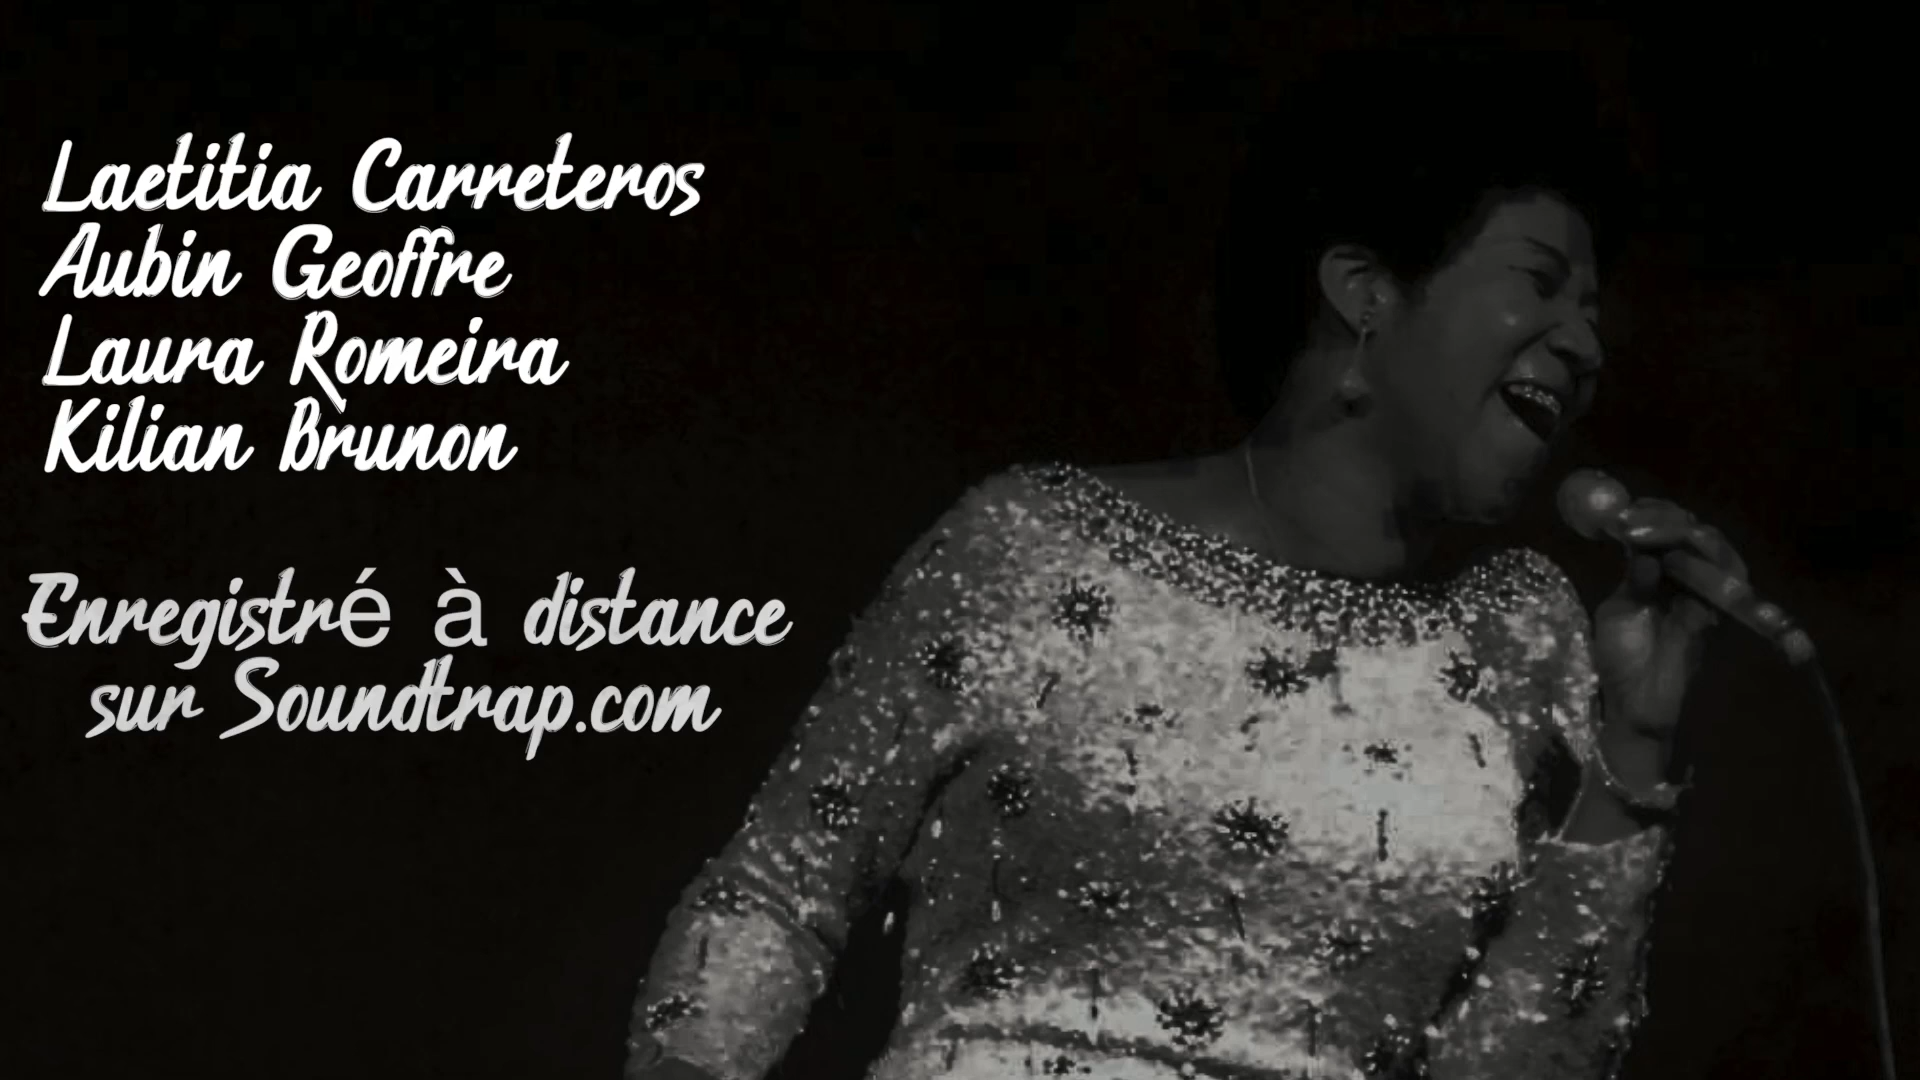 Laetitia Carreteros
Aubin Geoffre
Laura Romeira
Kilian Brunon
Enregistré à distance
sur Soundtrap.com